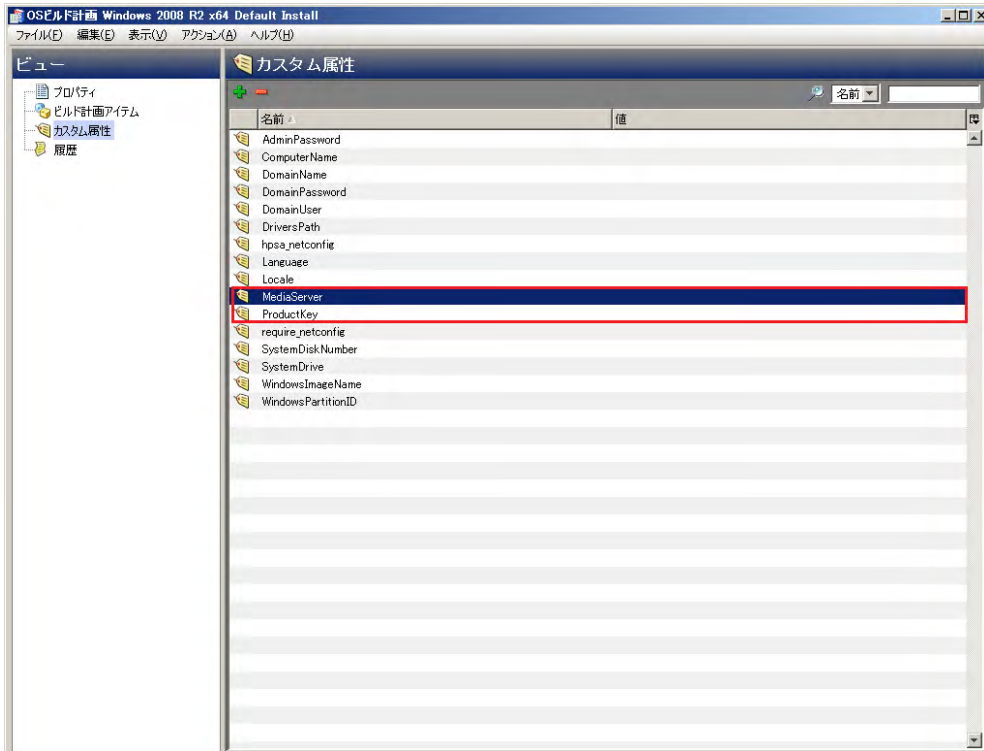 OSビルド計画 Windows 2008 R2 x64 Default Install
ファイル(F) 編集(E) 表示(V) アクション(A) ヘルプ(H)
ビュー
プロパティ
ビルド計画アイテム
カスタム属性
履歴
カスタム属性
名前
名前 値
AdminPassword
ComputerName
DomainName
DomainPassword
DomainUser
DriversPath
hpsa_netconfig
Language
Locale
MediaServer
ProductKey
require_netconfig
SystemDiskNumber
SystemDrive
WindowsImageName
WindowsPartitionID